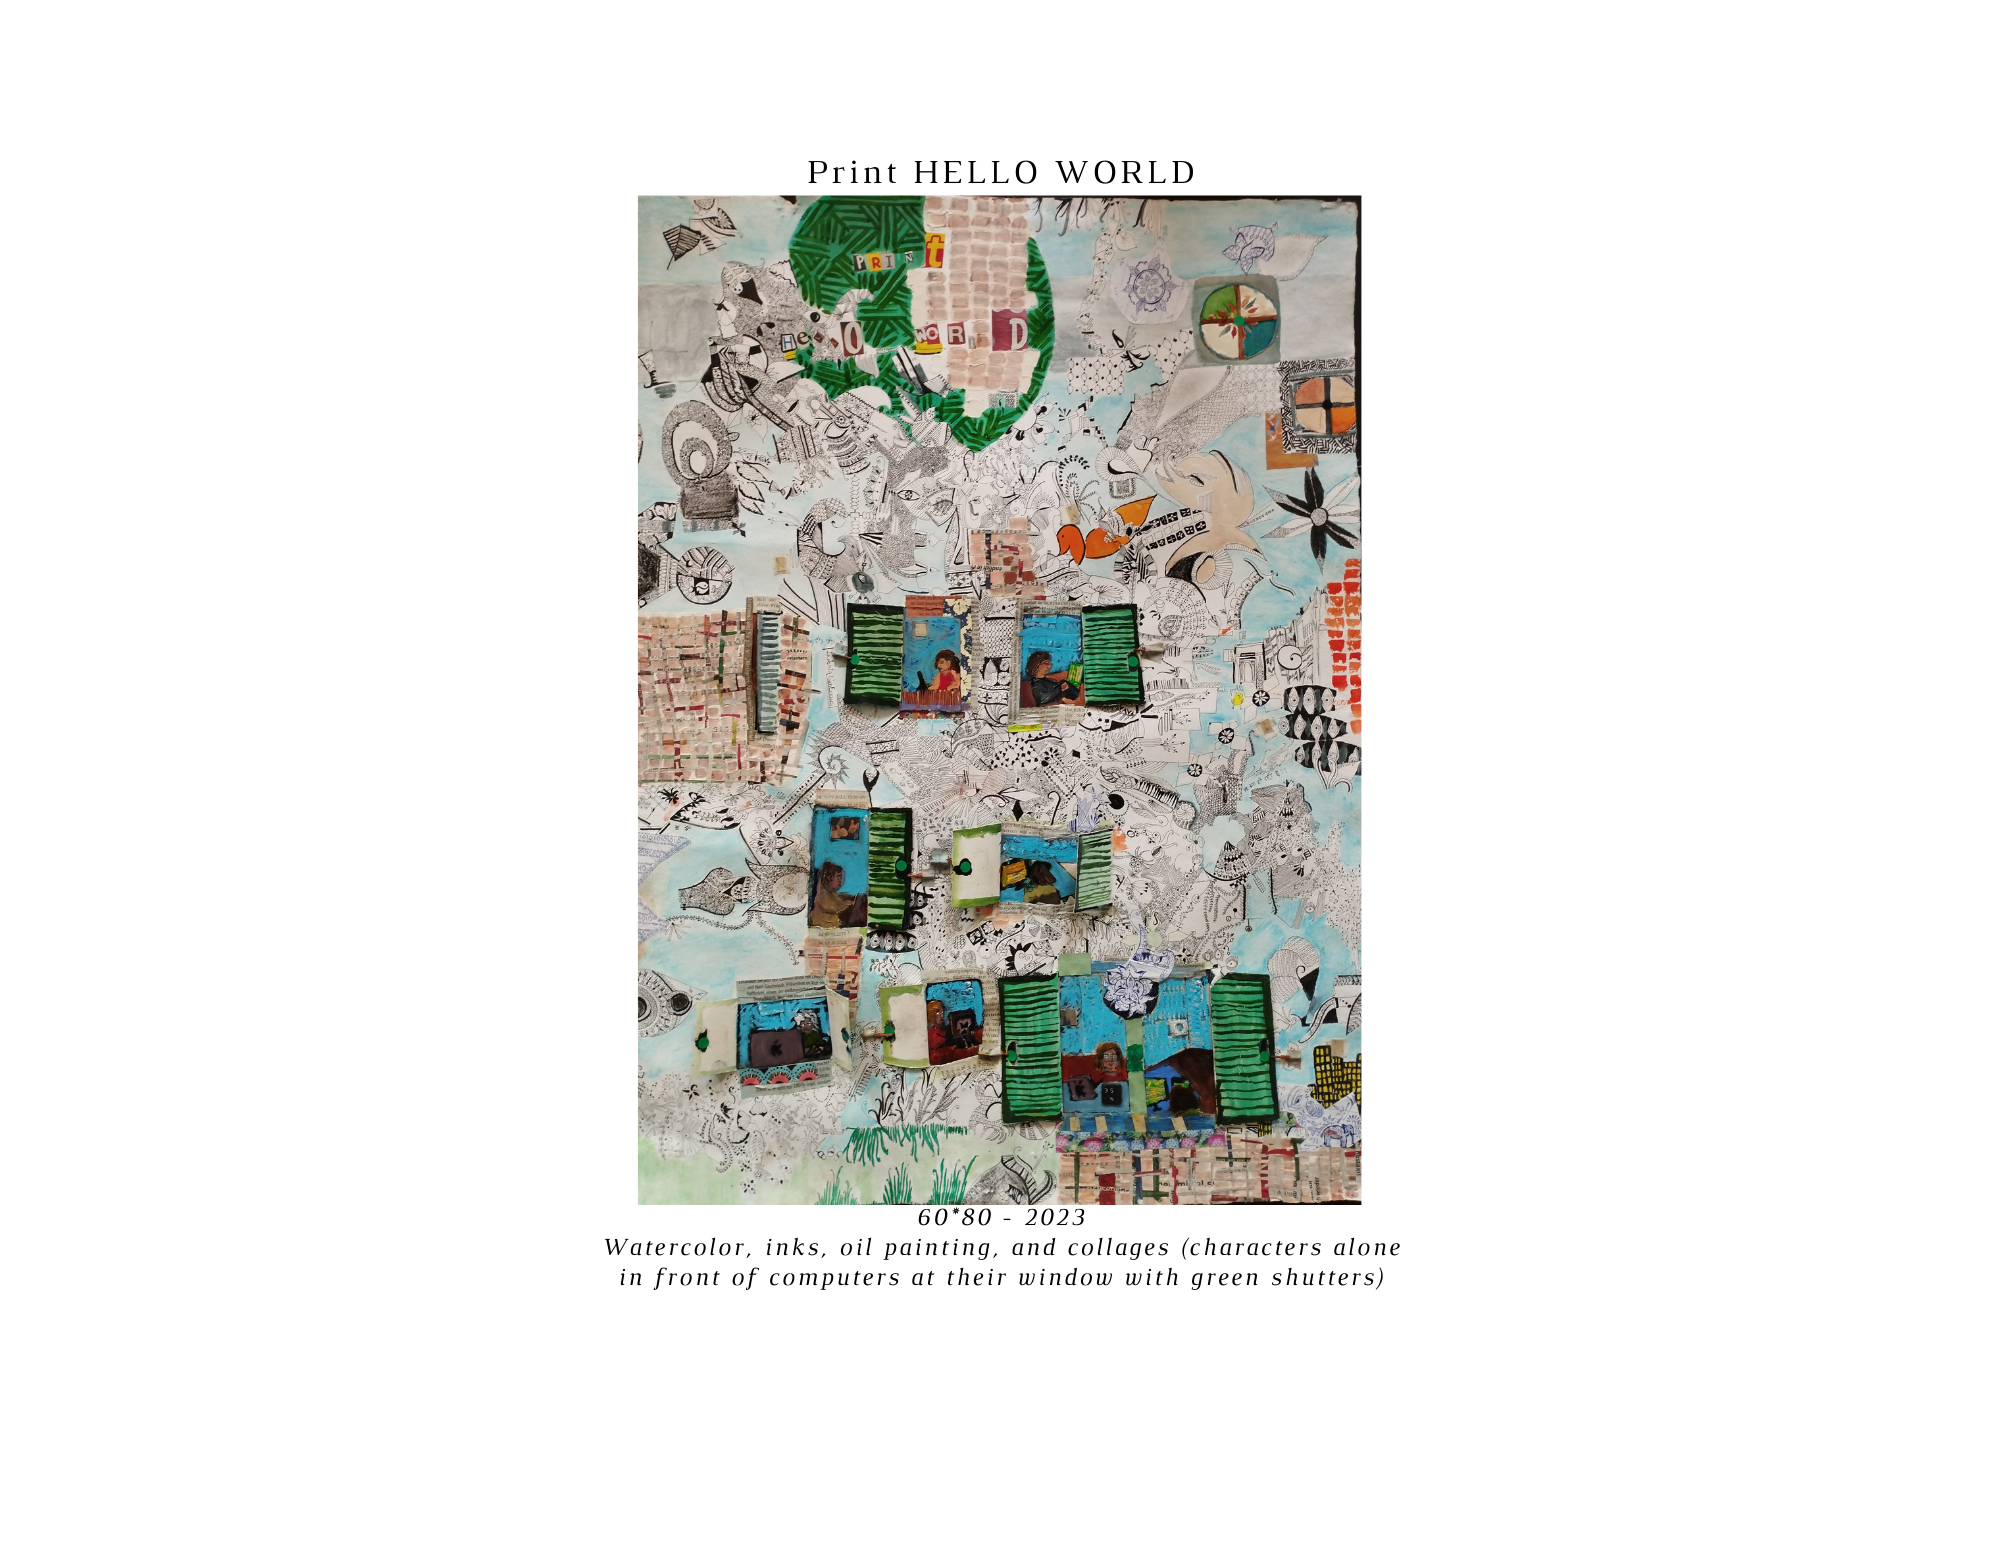 Print HELLO WORLD
PRINt
HellO WORlD
60*80 - 2023
Watercolor, inks, oil painting, and collages (characters alone
in front of computers at their window with green shutters)